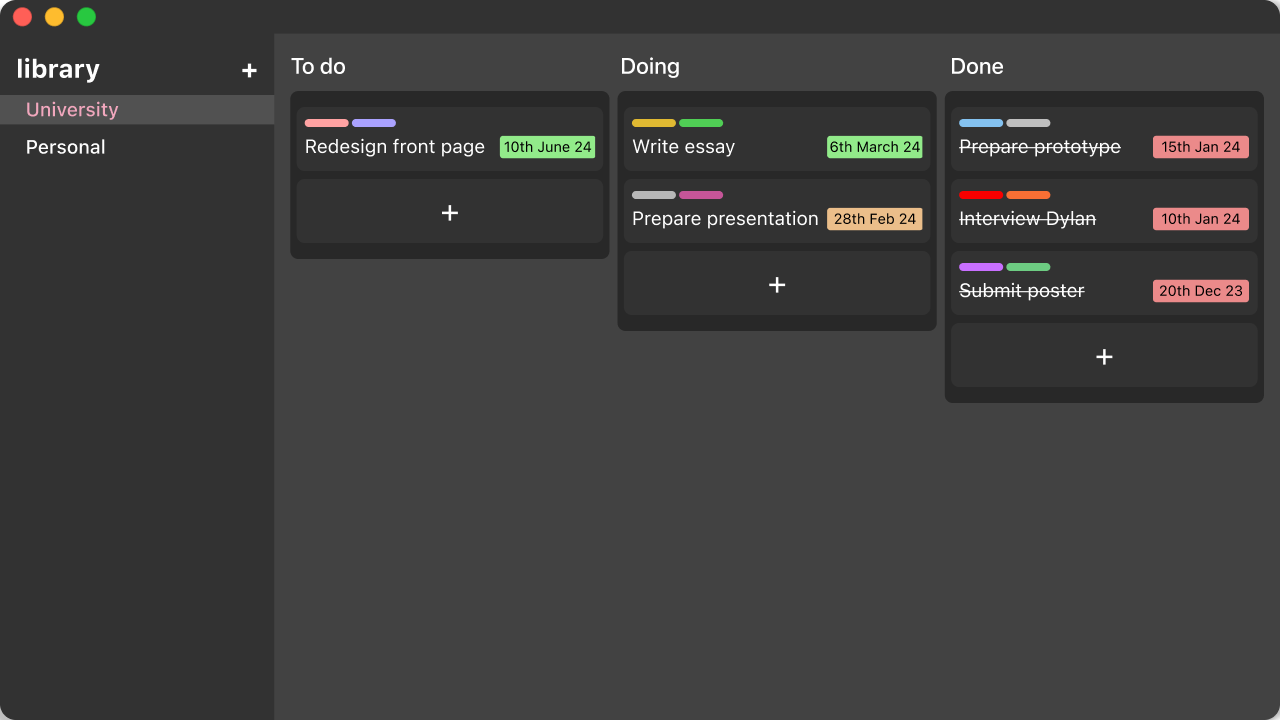 library +
University
Personal
To do
Redesign front page 10th June 24
+
Doing
Write essay 6th March 24
Prepare presentation 28th Feb 24
+
Done
Prepare prototype 15th Jan 24
Interview Dylan 10th Jan 24
Submit poster 20th Dec 23
+